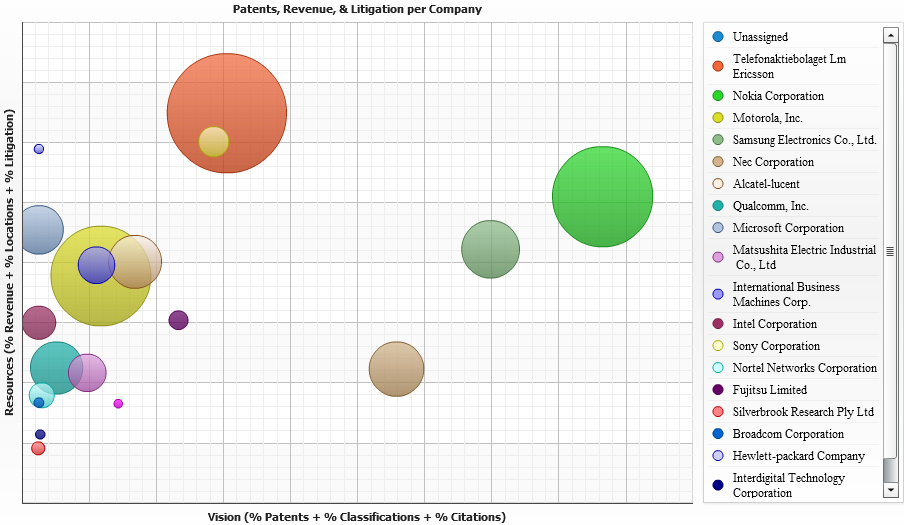 Patents, Revenue, & Litigation per Company
Resources (% Revenue + % Locations + % Litigation)
Vision (% Patents + % Classifications + % Citations)
Unassigned
Telefonaktiebolaget Lm
Ericsson
Nokia Corporation
Motorola, Inc.
Samsung Electronics Co., Ltd.
Nec Corporation
Alcatel-lucent
Qualcomm, Inc.
Microsoft Corporation
Matsushita Electric Industrial
Co., Ltd
International Business
Machines Corp.
Intel Corporation
Sony Corporation
Nortel Networks Corporation
Fujitsu Limited
Silverbrook Research Ply Ltd
Broadcom Corporation
Hewlett-packard Company
Interdigital Technology
Corporation